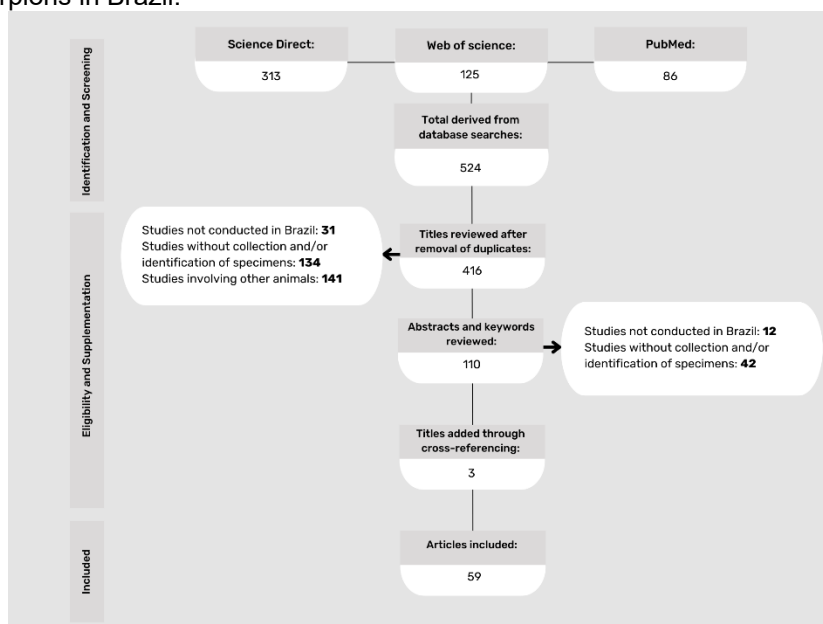 rpions in Brazil.
Identification and Screening
Science Direct:
313
Web of science:
125
PubMed:
86
Total derived from
database searches:
524
Eligibility and Supplementation
Studies not conducted in Brazil: 31
Studies without collection and/or
identification of specimens: 134
Studies involving other animals: 141
Titles reviewed after
removal of duplicates:
416
Abstracts and keywords
reviewed:
110
Studies not conducted in Brazil: 12
Studies without collection and/or
identification of specimens: 42
Titles added through
cross-referencing:
3
Included
Articles included:
59